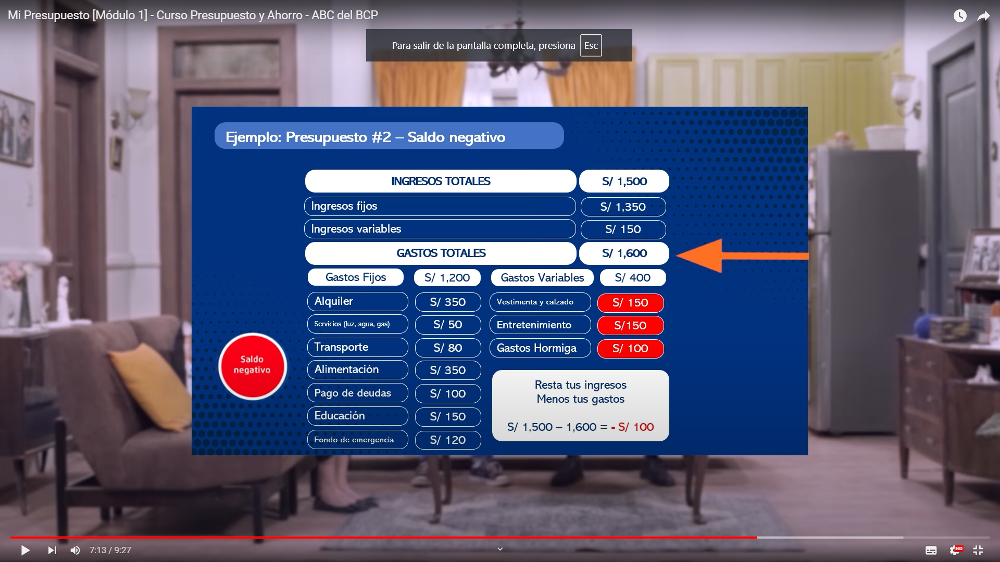 Mi Presupuesto [Módulo 1] - Curso Presupuesto y Ahorro - ABC del BCP
Para salir de la pantalla completa, presiona Esc
Ejemplo: Presupuesto #2 – Saldo negativo
INGRESOS TOTALES S/ 1,500
Ingresos fijos S/ 1,350
Ingresos variables S/ 150
GASTOS TOTALES S/ 1,600
Gastos Fijos S/ 1,200 Gastos Variables S/ 400
Alquiler S/ 350 Vestimenta y calzado S/ 150
Servicios (luz, agua, gas) S/ 50 Entretenimiento S/150
Transporte S/ 80 Gastos Hormiga S/ 100
Alimentación S/ 350
Pago de deudas S/ 100
Educación S/ 150
Fondo de emergencia S/ 120
Saldo
negativo
Resta tus ingresos
Menos tus gastos
S/ 1,500 – 1,600 = - S/ 100
7:13 / 9:27
HD